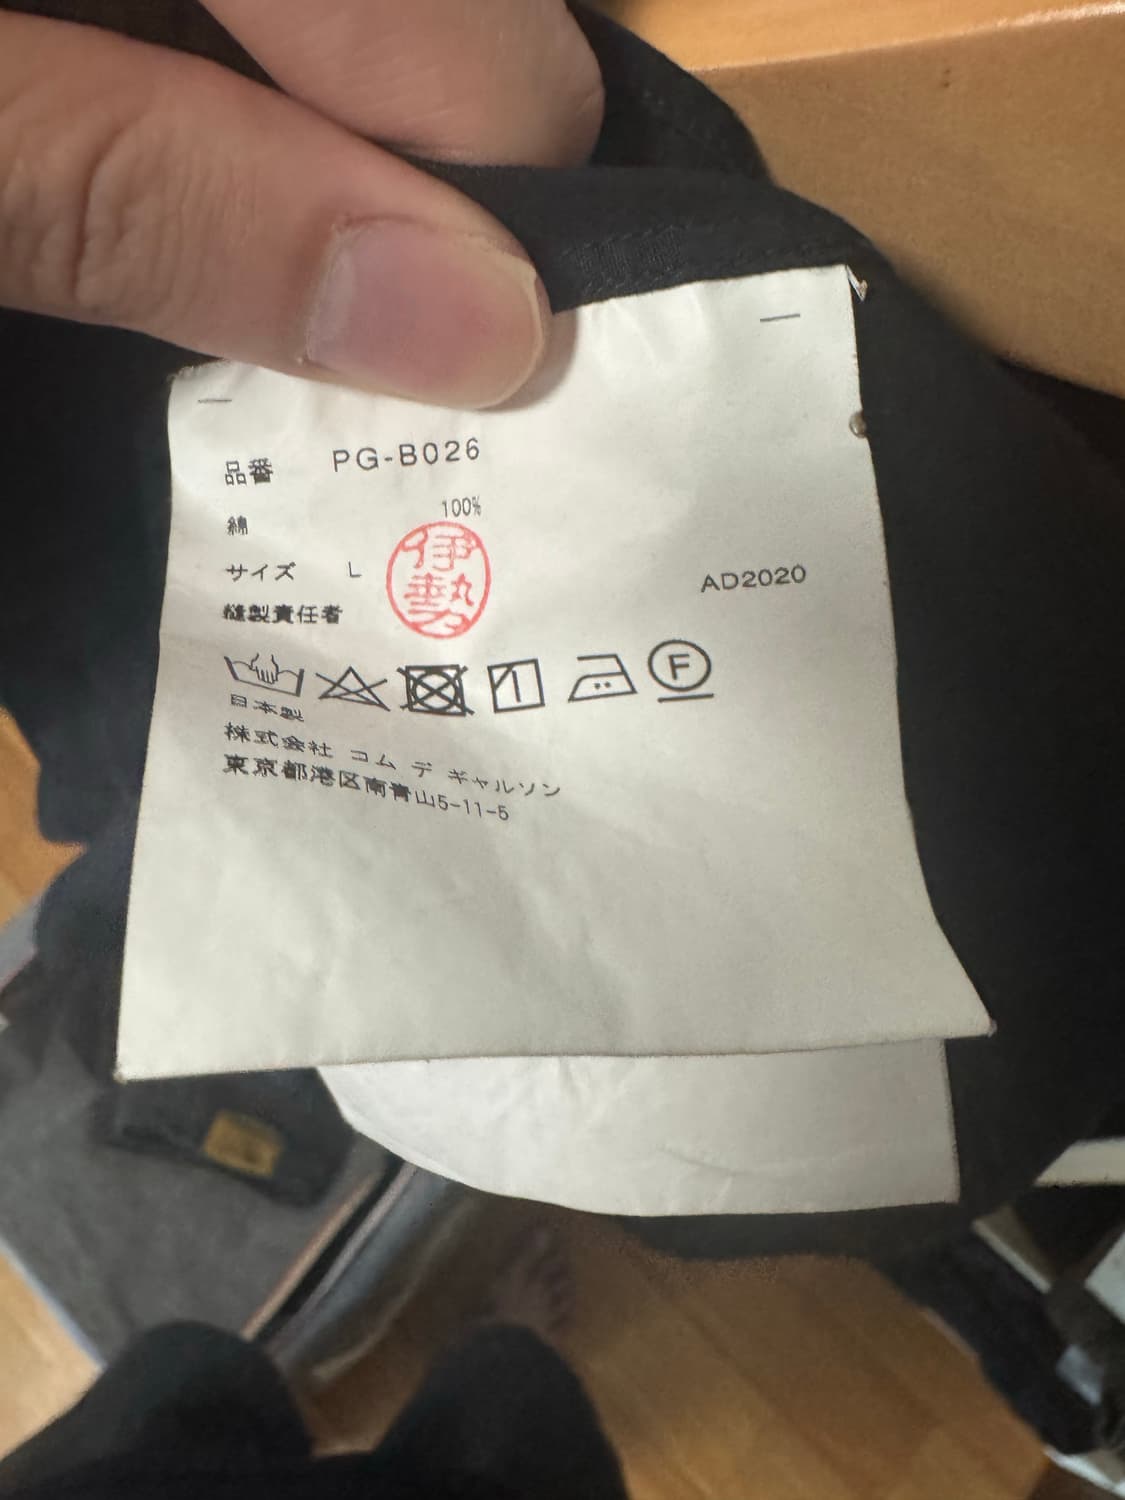 品番 PG-B026
綿 100%
サイズ L
伊勢
AD2020
縫製責任者
F
日本製
株式会社 コム デ ギャルソン
東京都港区南青山5-11-5